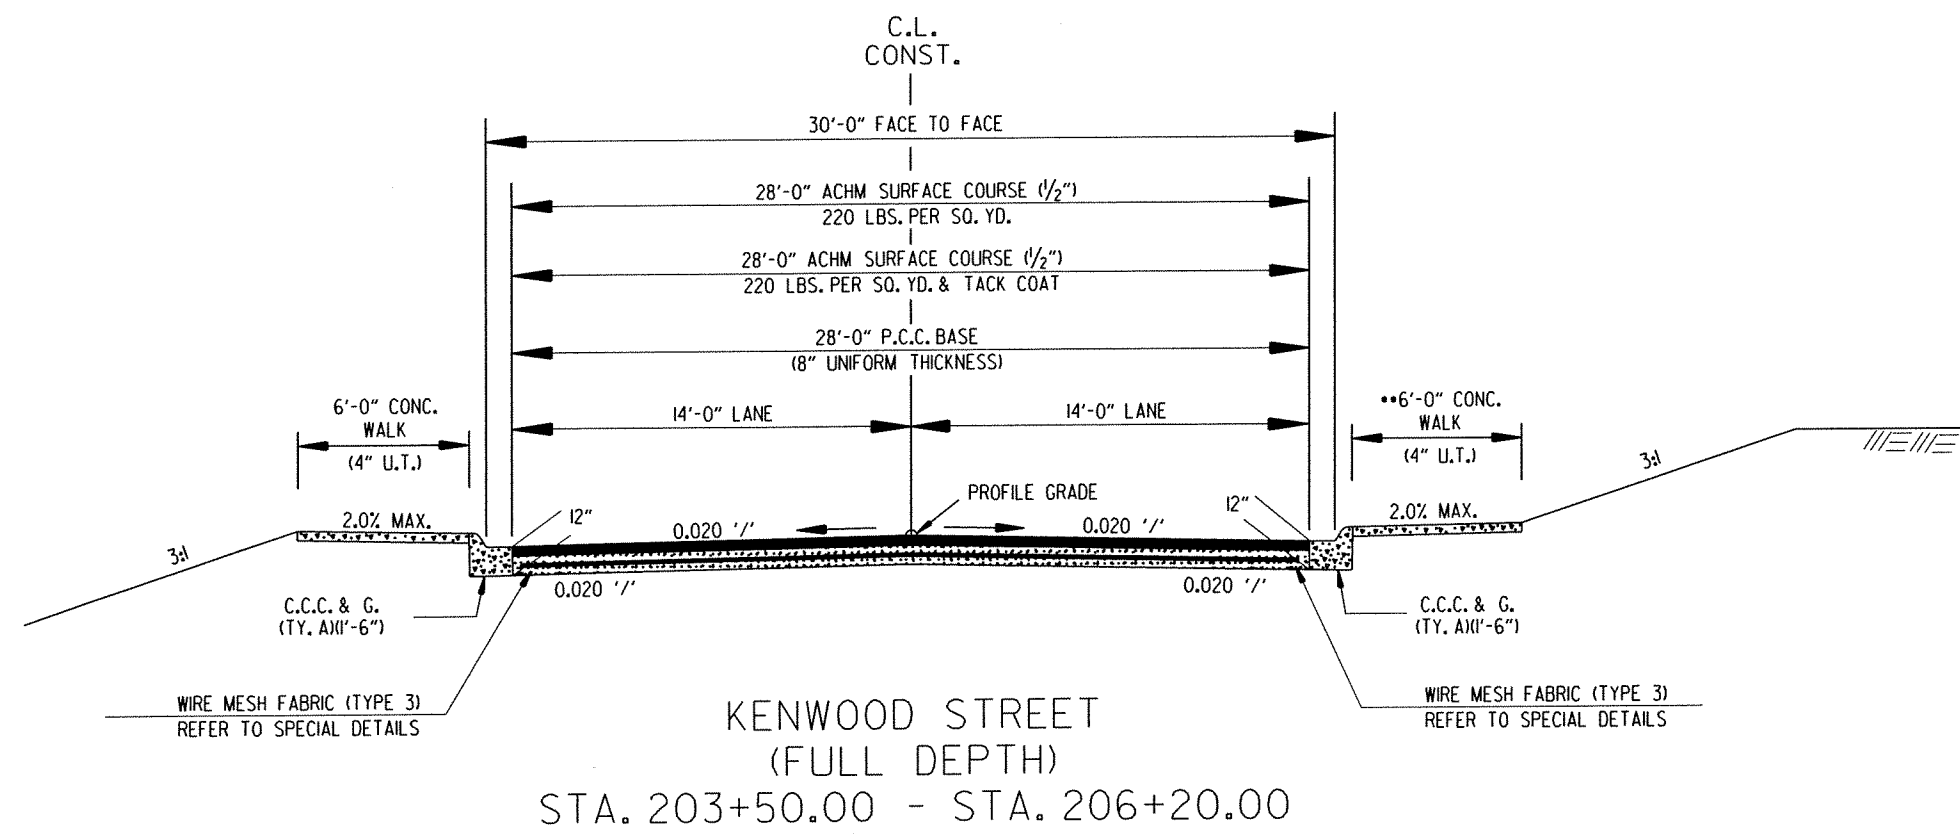 C.L.
CONST.
30'-0" FACE TO FACE
28'-0" ACHM SURFACE COURSE (1/2")
220 LBS. PER SQ. YD.
28'-0" ACHM SURFACE COURSE (1/2")
220 LBS. PER SQ. YD. & TACK COAT
28'-0" P.C.C. BASE
(8" UNIFORM THICKNESS)
6'-0" CONC.
WALK
(4" U.T.)
14'-0" LANE
14'-0" LANE
**6'-0" CONC.
WALK
(4" U.T.)
3:1
PROFILE GRADE
2.0% MAX.
12"
0.020 '/'
0.020 '/'
12"
2.0% MAX.
3:1
0.020 '/'
0.020 '/'
C.C.C. & G.
(TY. A)(1'-6")
C.C.C. & G.
(TY. A)(1'-6")
WIRE MESH FABRIC (TYPE 3)
REFER TO SPECIAL DETAILS
WIRE MESH FABRIC (TYPE 3)
REFER TO SPECIAL DETAILS
KENWOOD STREET
(FULL DEPTH)
STA. 203+50.00 - STA. 206+20.00